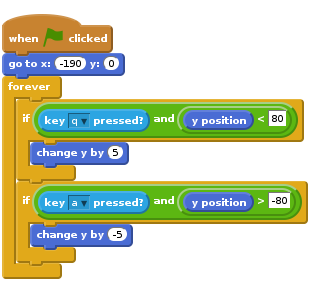 when clicked
go to x: -190 y: 0
forever
if key q pressed? and y position < 80
change y by 5
if key a pressed? and y position > -80
change y by -5